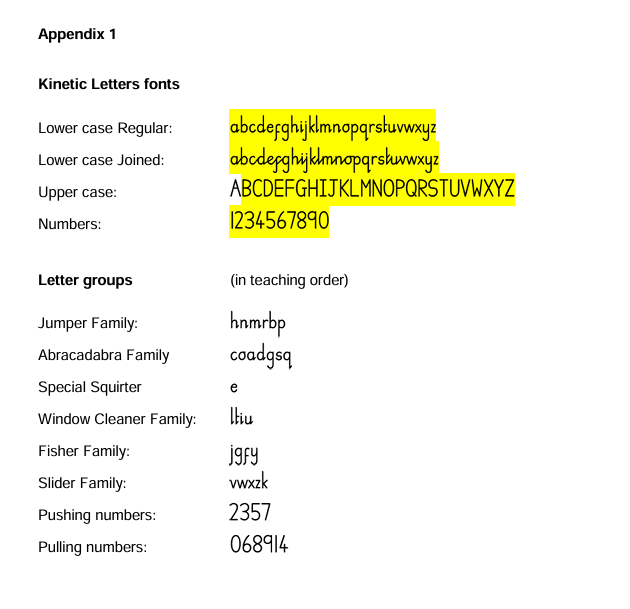 Appendix 1
Kinetic Letters fonts
Lower case Regular: abcdefghijklmnopqrstuvwxyz
Lower case Joined: abcdefghijklmnopqrstuvwxyz
Upper case: ABCDEFGHIJKLMNOPQRSTUVWXYZ
Numbers: 1234567890
Letter groups (in teaching order)
Jumper Family: hnmrbp
Abracadabra Family coadgsq
Special Squirter e
Window Cleaner Family: ltiu
Fisher Family: jgfy
Slider Family: vwxzk
Pushing numbers: 2357
Pulling numbers: 068914